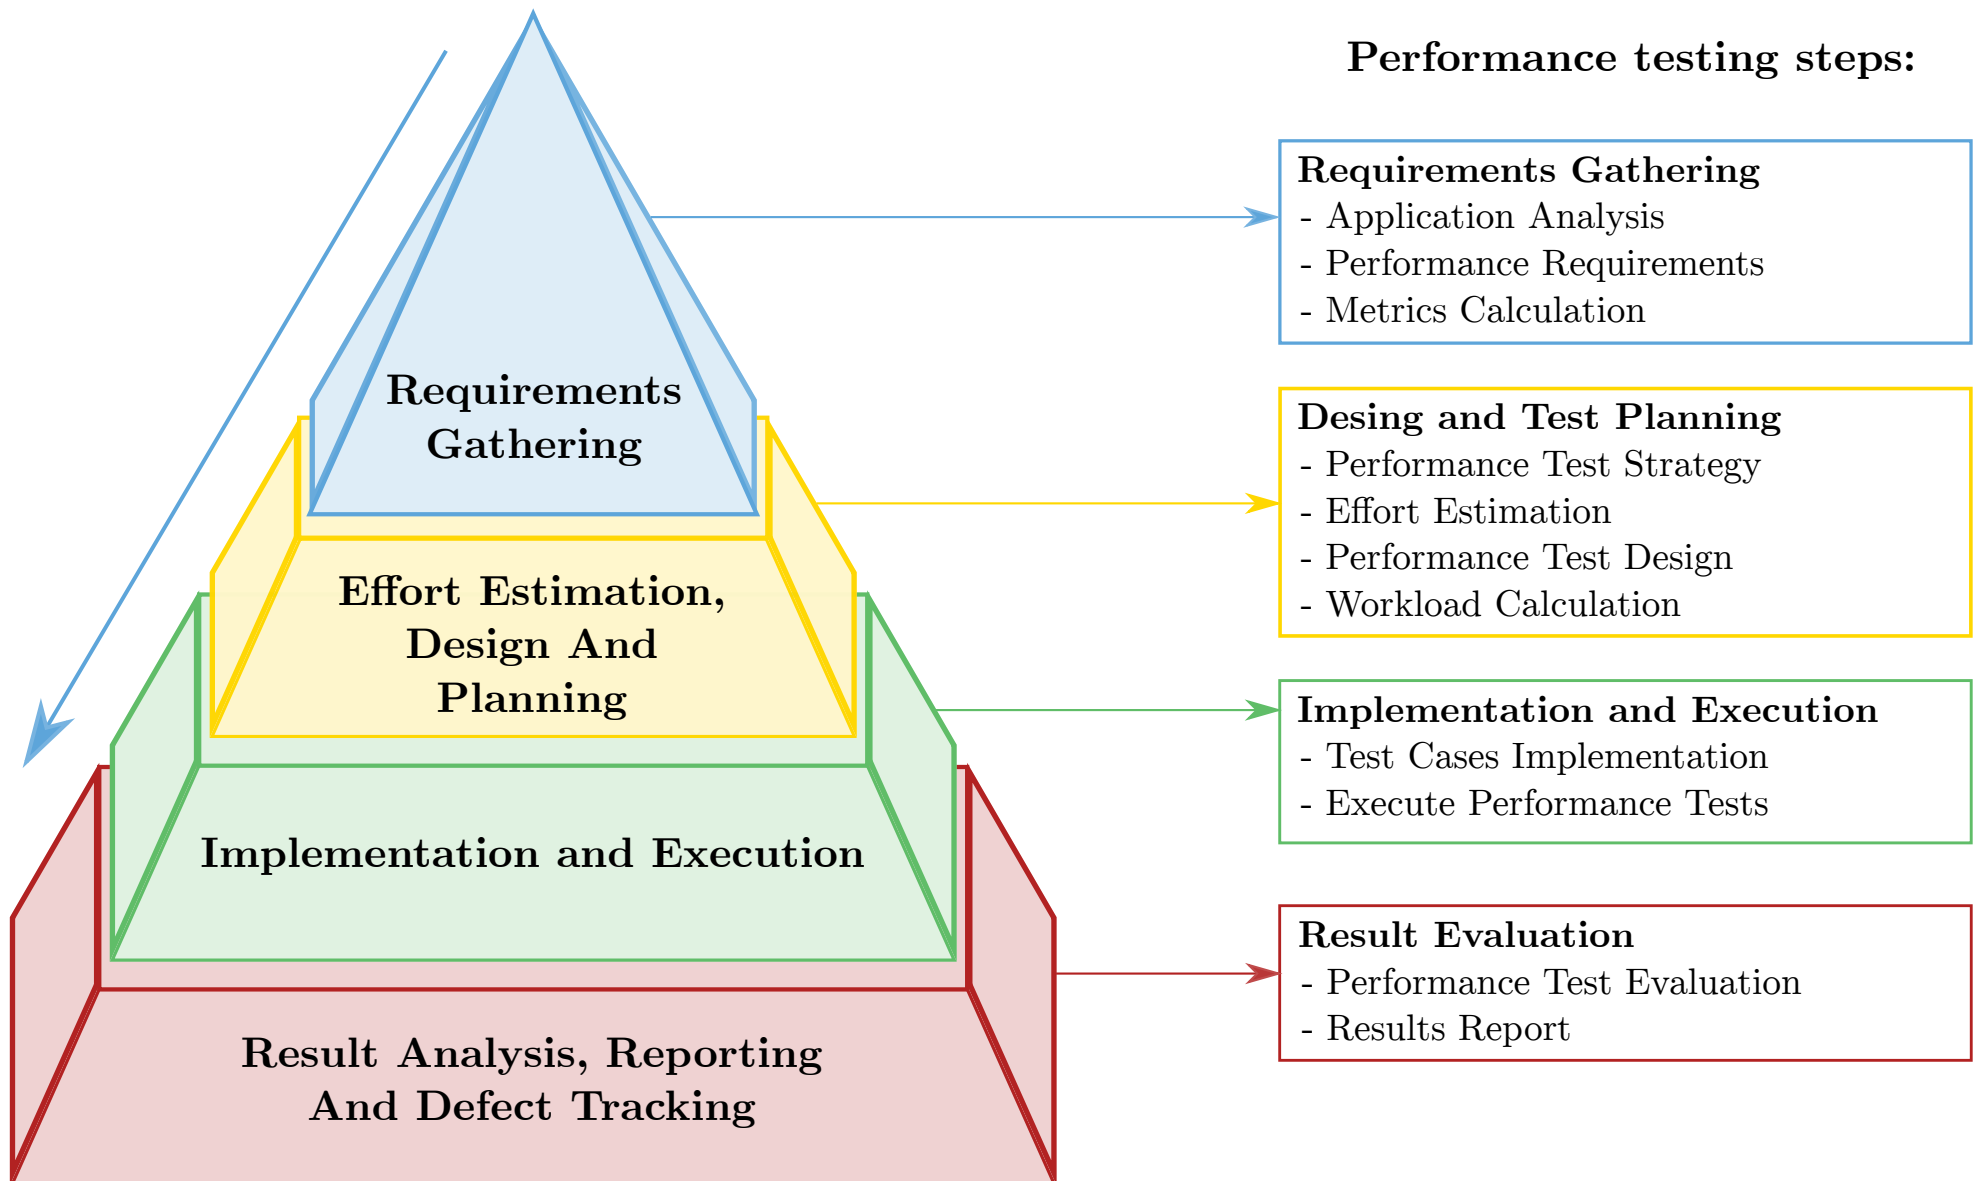 Performance testing steps:
Requirements
Gathering
Effort Estimation,
Design And
Planning
Implementation and Execution
Result Analysis, Reporting
And Defect Tracking
Requirements Gathering
- Application Analysis
- Performance Requirements
- Metrics Calculation
Desing and Test Planning
- Performance Test Strategy
- Effort Estimation
- Performance Test Design
- Workload Calculation
Implementation and Execution
- Test Cases Implementation
- Execute Performance Tests
Result Evaluation
- Performance Test Evaluation
- Results Report